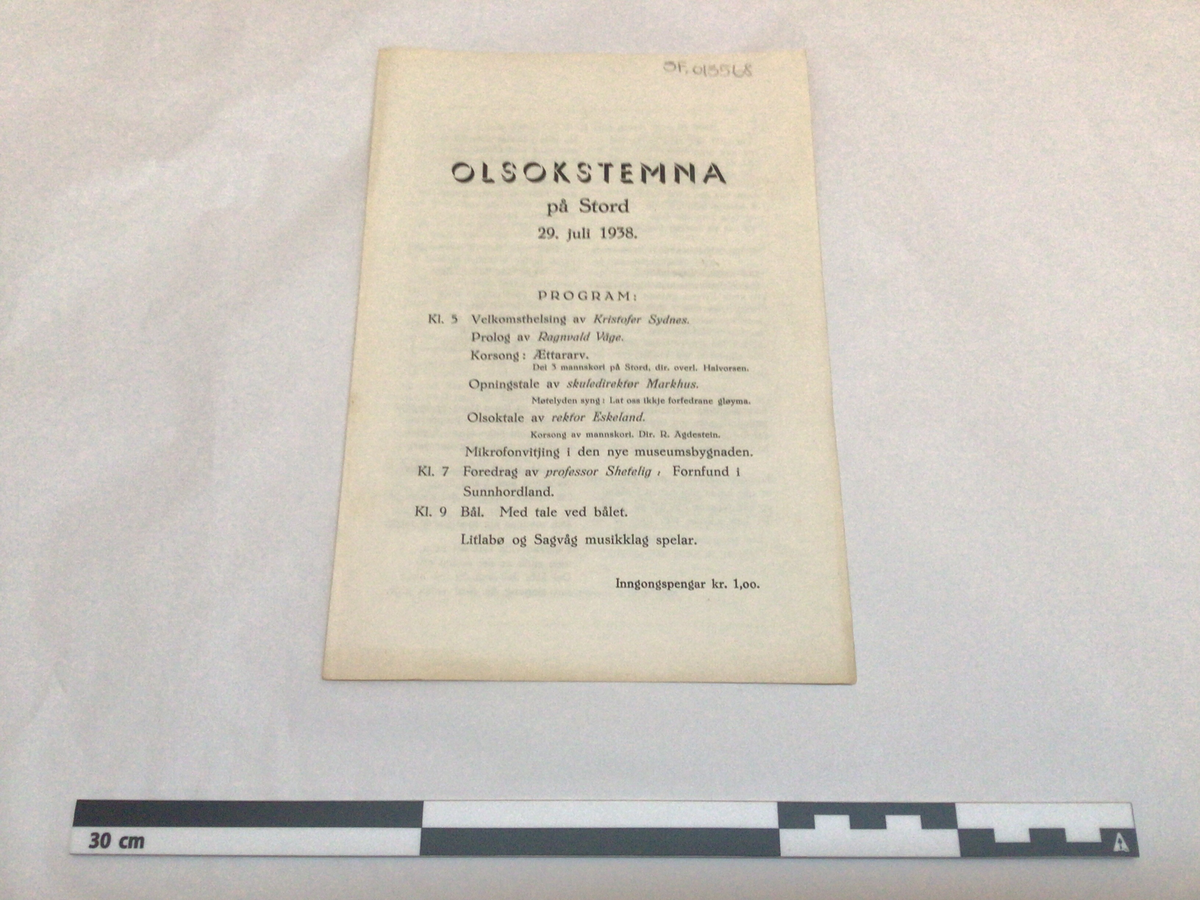 SF.013568
OLSOKSTEMNA
på Stord
29. juli 1938.
PROGRAM:
Kl. 5 Velkomsthelsing av Kristofer Sydnes.
Prolog av Ragnvald Våge.
Korsong: Ættararv.
Dei 3 mannskori på Stord, dir. overl. Halvorsen.
Opningstale av skuledirektør Markhus.
Møtelyden syng: Lat oss ikkje forfedrane gløyma.
Olsoktale av rektor Eskeland.
Korsong av mannskori. Dir. R. Agdestein.
Mikrofonvitjing i den nye museumsbygnaden.
Kl. 7 Foredrag av professor Shetelig, Fornfund i
Sunnhordland.
Kl. 9 Bål. Med tale ved bålet.
Litlabø og Sagvåg musikklag spelar.
Inngongspengar kr. 1,00.
30 cm